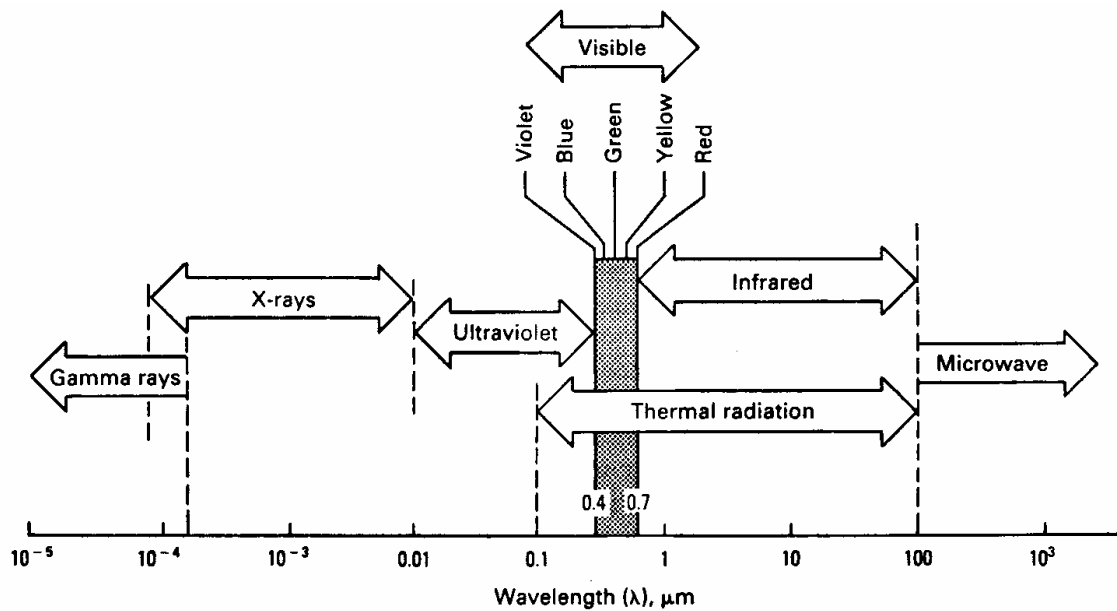 Visible
Violet
Blue
Green
Yellow
Red
X-rays
Infrared
Ultraviolet
Gamma rays
Microwave
Thermal radiation
0.4
0.7
10⁻⁵
10⁻⁴
10⁻³
0.01
0.1
1
10
100
10³
Wavelength (λ), μm